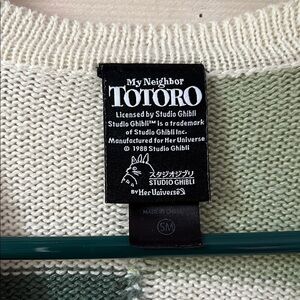 My Neighbor
TOTORO
Licensed by Studio Ghibli
Studio Ghibli™ is a trademark
of Studio Ghibli Inc.
Manufactured for Her Universe
© 1988 Studio Ghibli
スタジオジブリ
STUDIO GHIBLI
BY Her Universe
MADE IN CHINA
SM